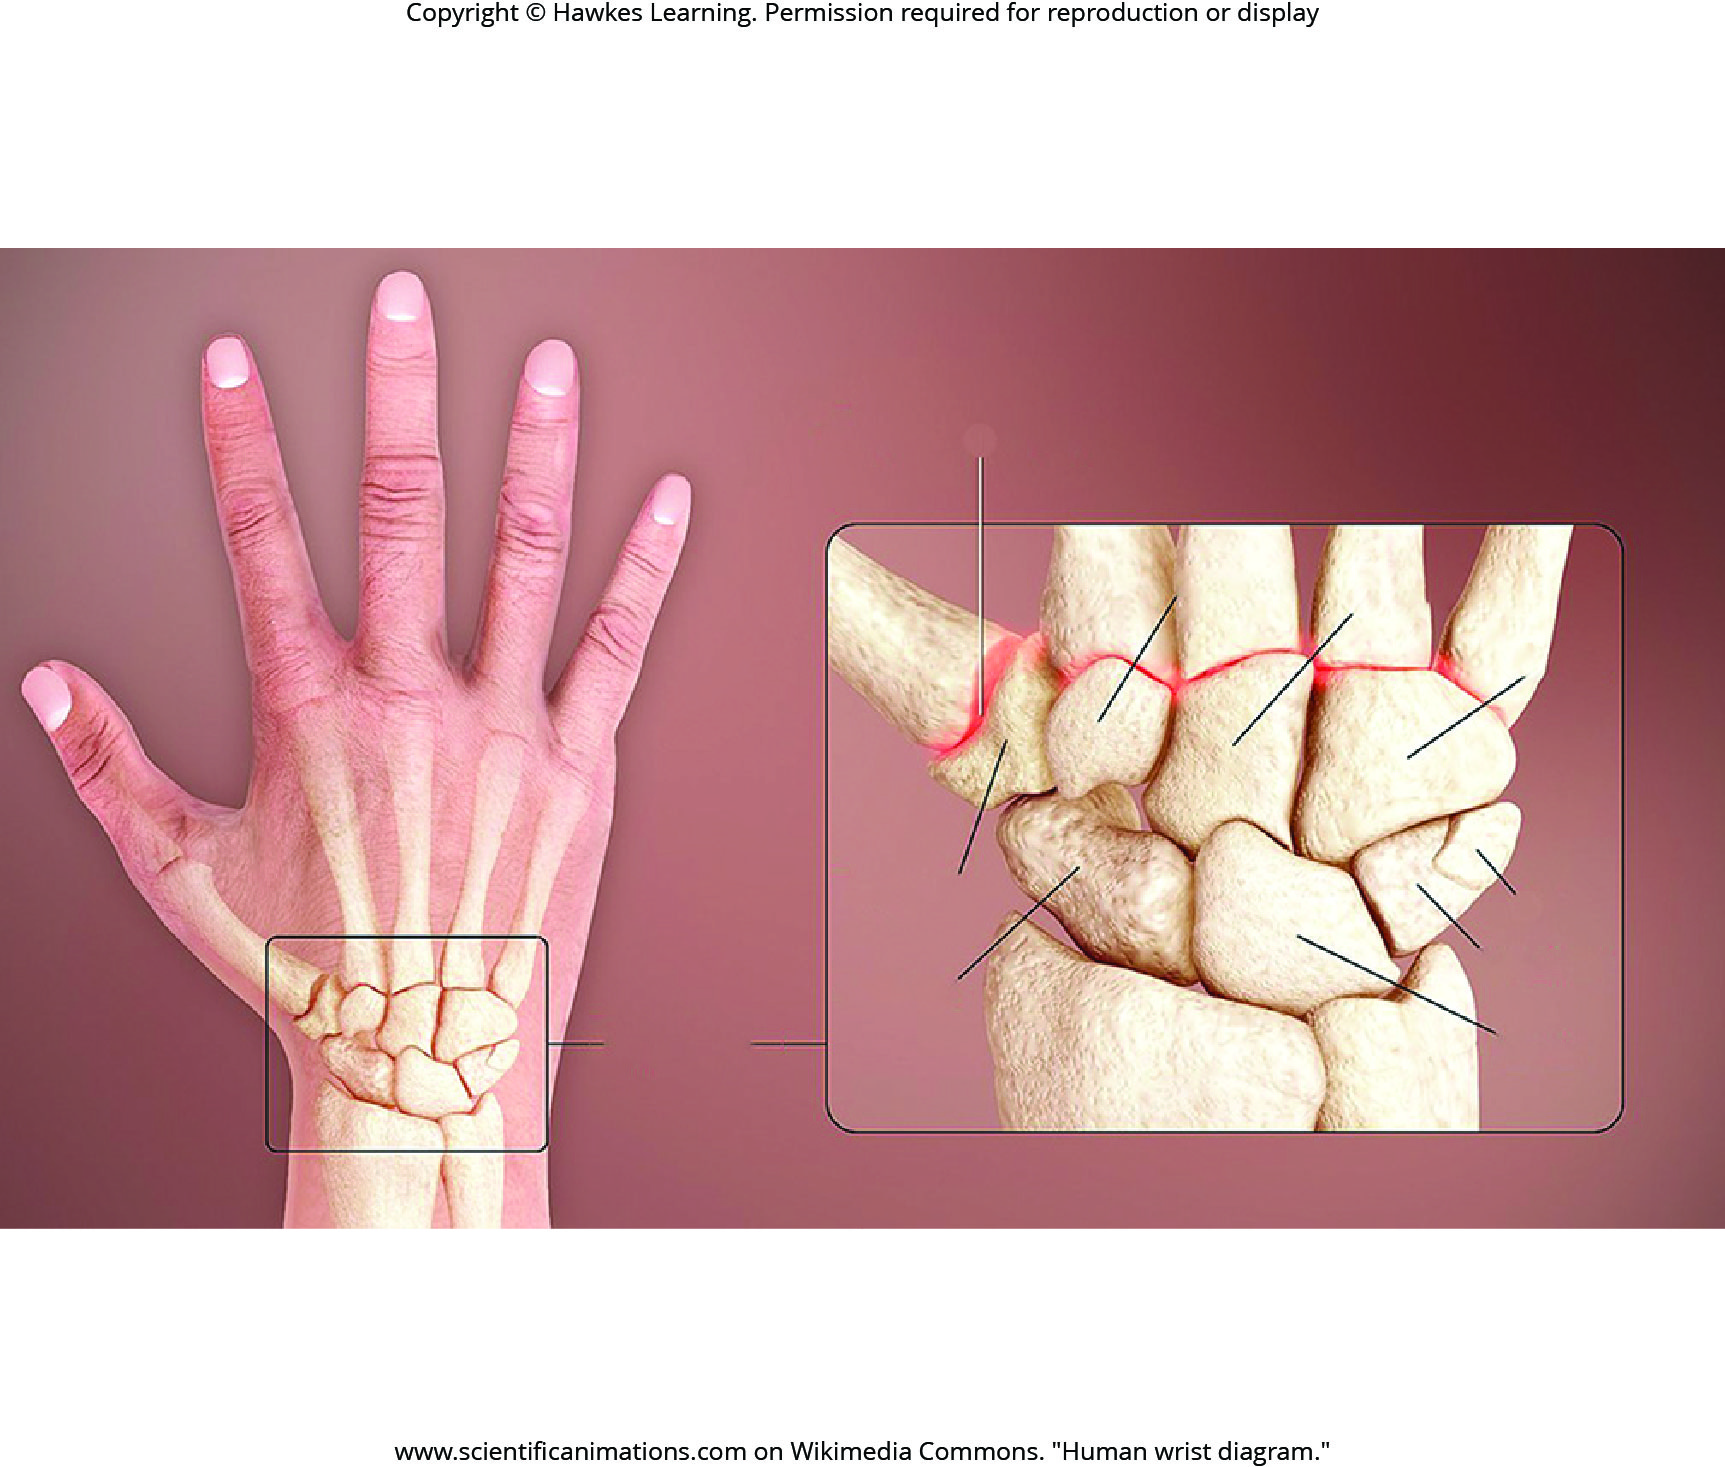 Copyright © Hawkes Learning. Permission required for reproduction or display
www.scientificanimations.com on Wikimedia Commons. "Human wrist diagram."